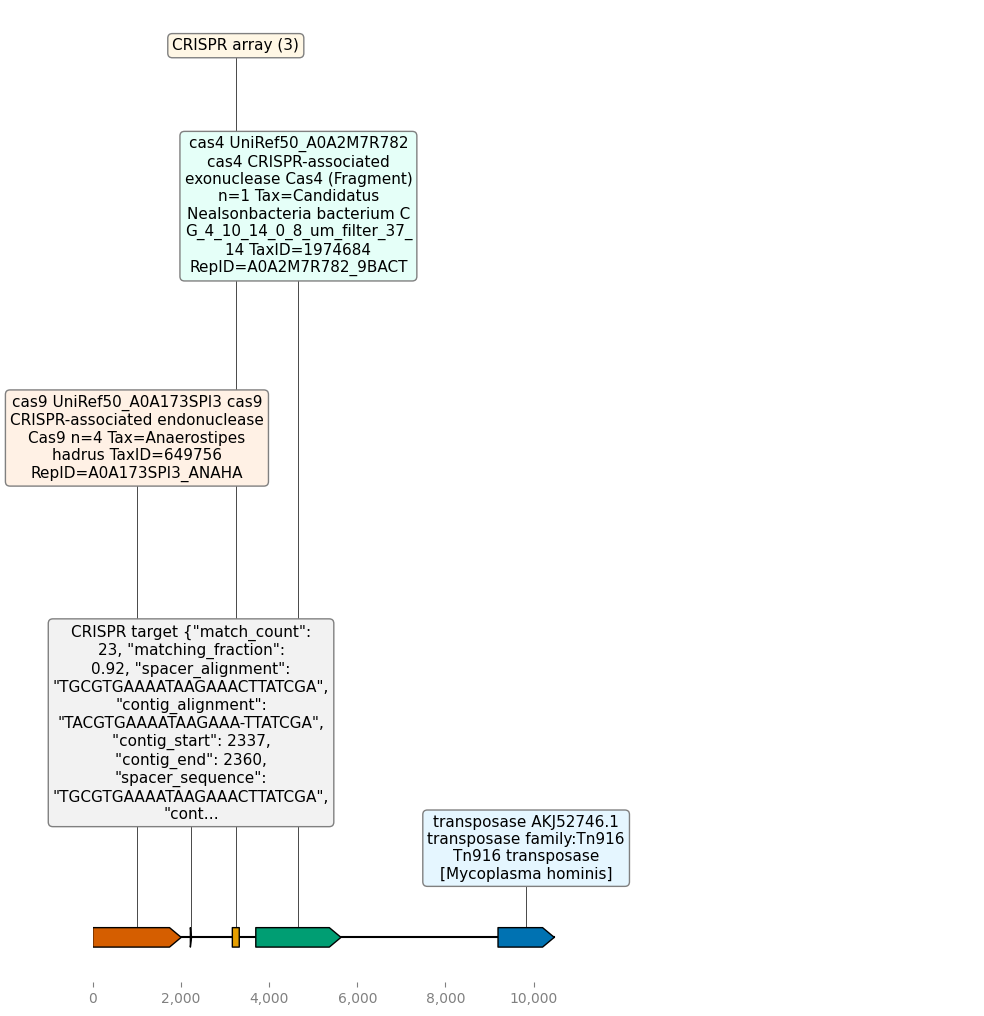 CRISPR array (3)
cas4 UniRef50_A0A2M7R782
cas4 CRISPR-associated
exonuclease Cas4 (Fragment)
n=1 Tax=Candidatus
Nealsonbacteria bacterium C
G_4_10_14_0_8_um_filter_37_
14 TaxID=1974684
RepID=A0A2M7R782_9BACT
cas9 UniRef50_A0A173SPI3 cas9
CRISPR-associated endonuclease
Cas9 n=4 Tax=Anaerostipes
hadrus TaxID=649756
RepID=A0A173SPI3_ANAHA
CRISPR target {"match_count":
23, "matching_fraction":
0.92, "spacer_alignment":
"TGCGTGAAAATAAGAAACTTATCGA",
"contig_alignment":
"TACGTGAAAATAAGAAA-TTATCGA",
"contig_start": 2337,
"contig_end": 2360,
"spacer_sequence":
"TGCGTGAAAATAAGAAACTTATCGA",
"cont...
transposase AKJ52746.1
transposase family:Tn916
Tn916 transposase
[Mycoplasma hominis]
0 2,000 4,000 6,000 8,000 10,000